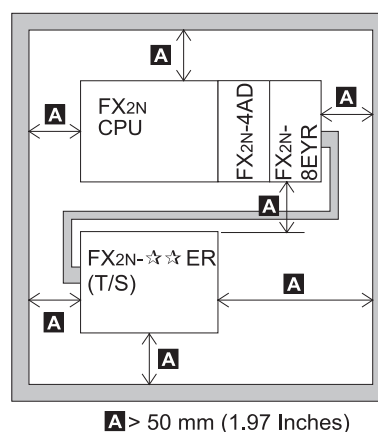 A
A
A
FX2N
CPU
FX2N-4AD
FX2N-
8EYR
A
FX2N-☆☆ER
(T/S)
A
A
A
A > 50 mm (1.97 Inches)